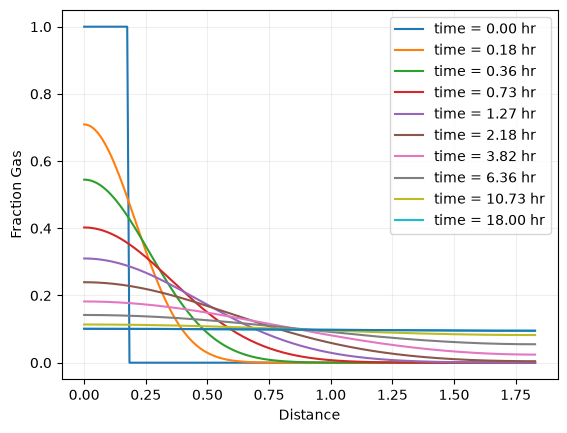 1.0
0.8
0.6
0.4
0.2
0.0
Fraction Gas
time = 0.00 hr
time = 0.18 hr
time = 0.36 hr
time = 0.73 hr
time = 1.27 hr
time = 2.18 hr
time = 3.82 hr
time = 6.36 hr
time = 10.73 hr
time = 18.00 hr
0.00 0.25 0.50 0.75 1.00 1.25 1.50 1.75
Distance